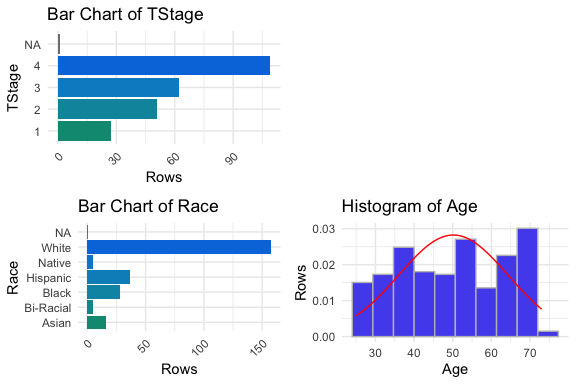 Bar Chart of TStage
TStage
NA
4
3
2
1
0 30 60 90
Rows
Bar Chart of Race
Race
NA
White
Native
Hispanic
Black
Bi-Racial
Asian
0 50 100 150
Rows
Histogram of Age
Rows
0.03
0.02
0.01
0.00
30 40 50 60 70
Age